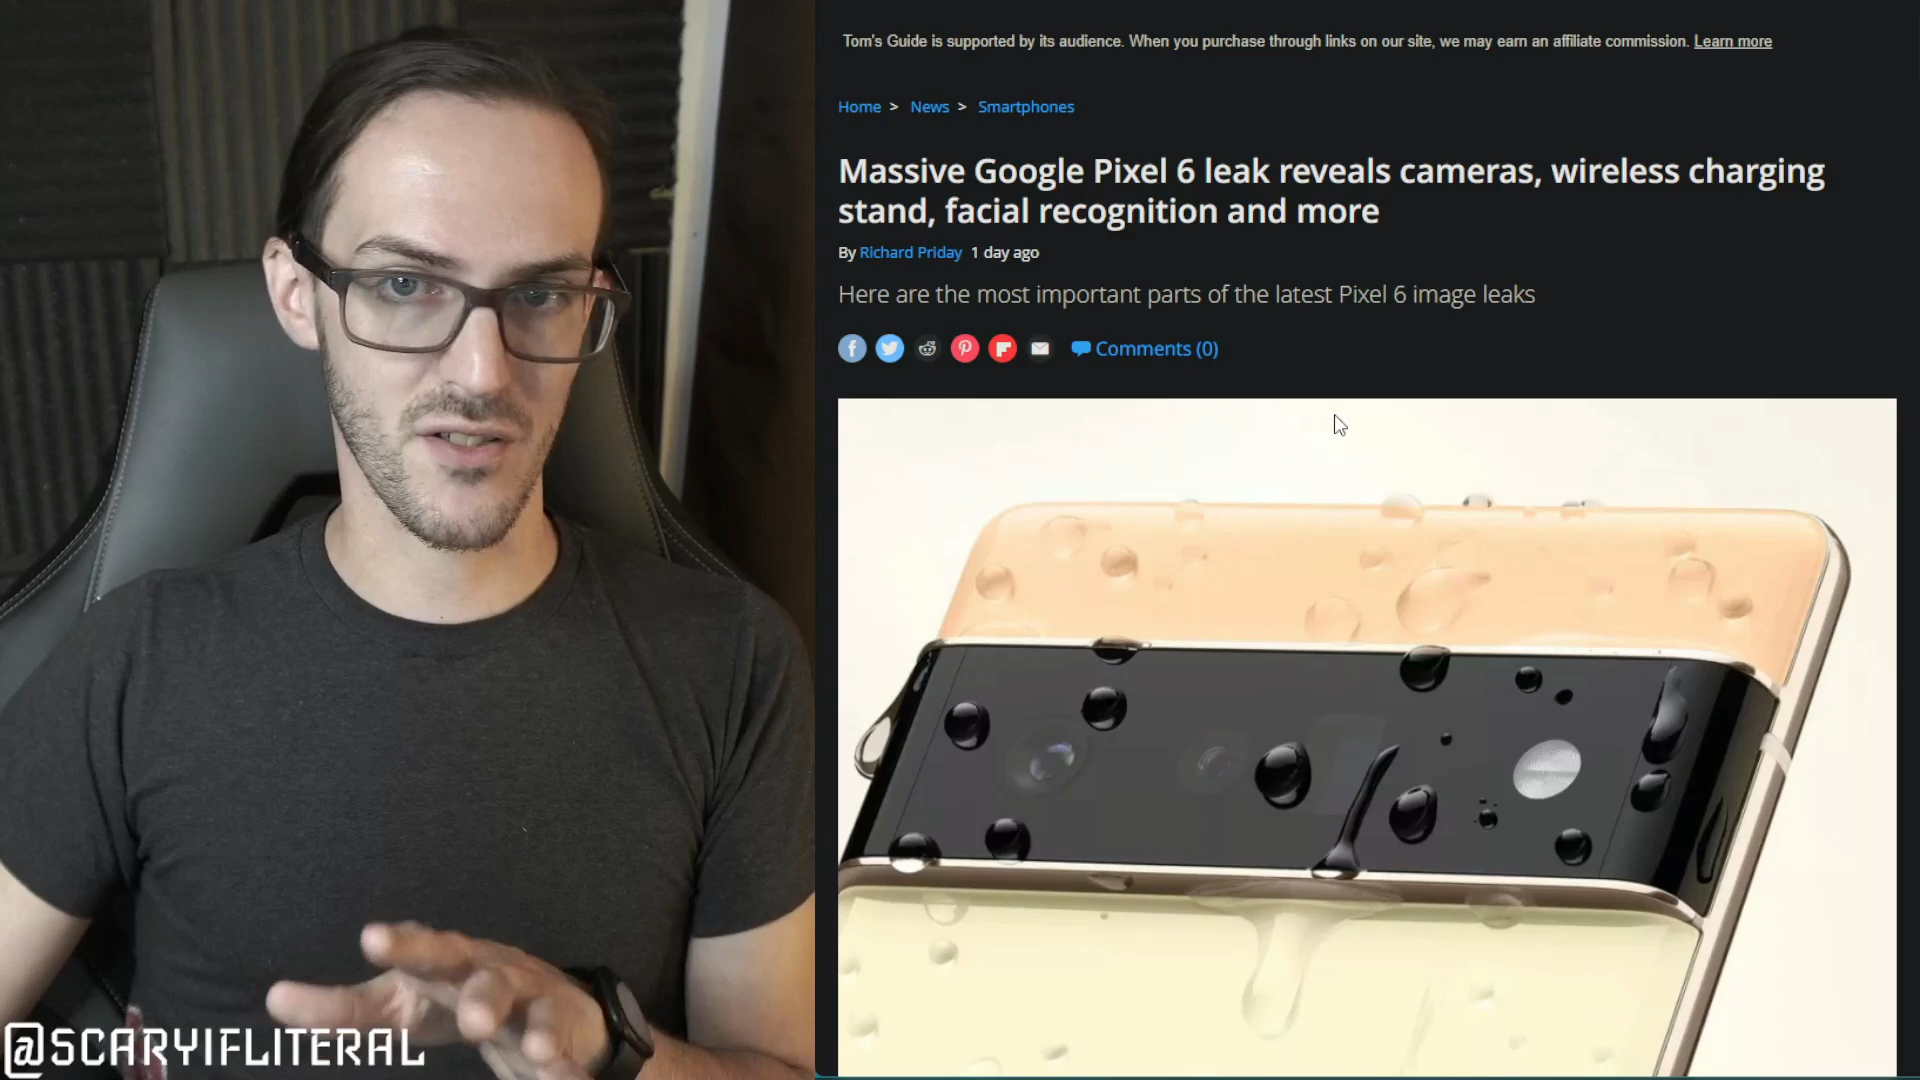 Tom's Guide is supported by its audience. When you purchase through links on our site, we may earn an affiliate commission. Learn more
Home > News > Smartphones
Massive Google Pixel 6 leak reveals cameras, wireless charging
stand, facial recognition and more
By Richard Priday 1 day ago
Here are the most important parts of the latest Pixel 6 image leaks
Comments (0)
@SCARYIFLITERAL